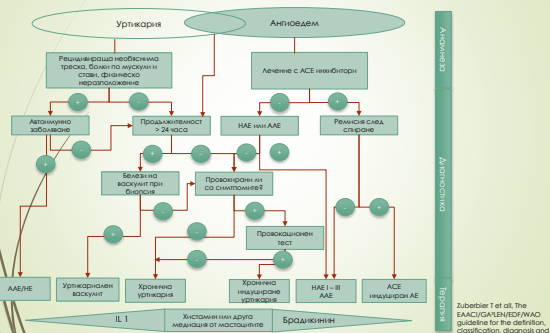 Уртикария
Ангиоедем
Рецидивираща необяснима
треска, болки по мускули и
стави, физическо
неразположение
Лечение с АСЕ инхибитори
Анамнеза
+
-
-
+
Автоимунно
заболяване
Продължителност
> 24 часа
НАЕ или ААЕ
Ремисия след
спиране
+
-
+
-
-
+
Диагностика
Белези на
васкулит при
биопсия
Провокирани ли
са симптомите?
-
+
-
+
+
-
Провокационен
тест
-
+
ААЕ/НЕ
Уртикариален
васкулит
Хронична
уртикария
Хронична
индуцируема
уртикария
НАЕ I – III
ААЕ
АСЕ
индуциран АЕ
Терапия
IL 1
Хистамин или друга
медиация от мастоцитите
Брадикинин
Zuberbier T et all, The
EAACI/GA²LEN/EDF/WAO
guideline for the definition,
classification, diagnosis,